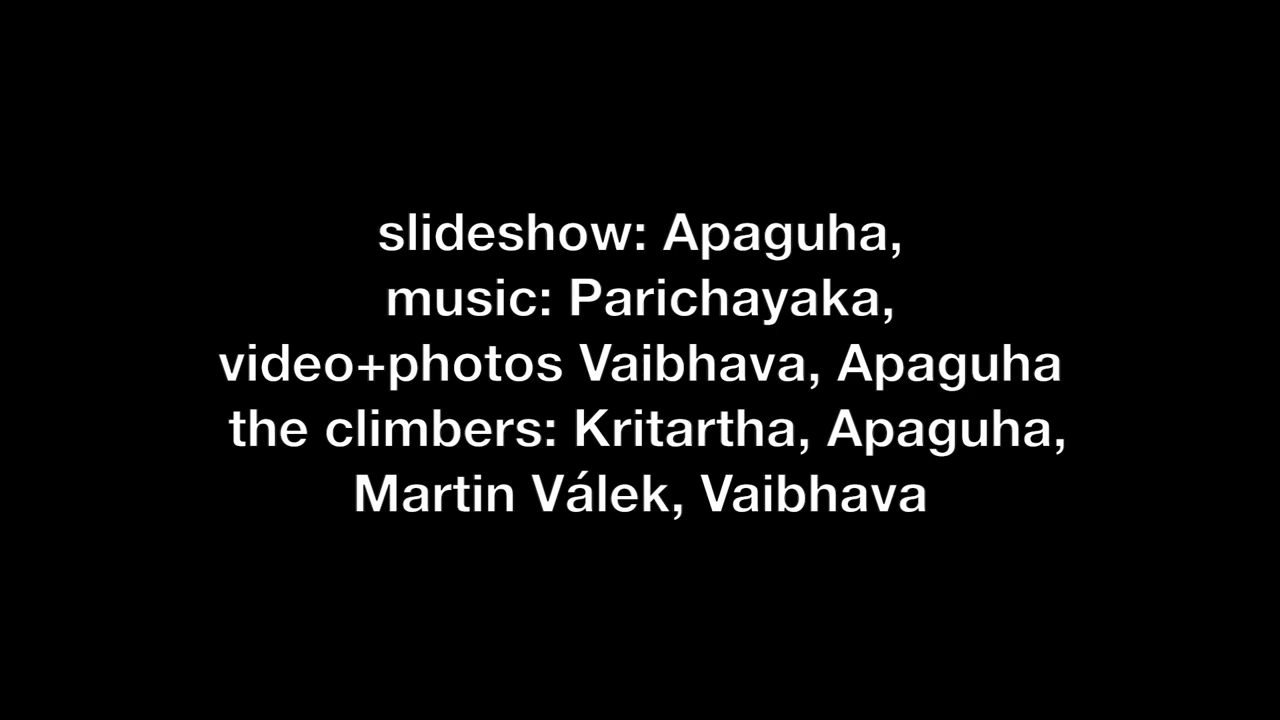 slideshow: Apaguha,
music: Parichayaka,
video+photos Vaibhava, Apaguha
the climbers: Kritartha, Apaguha,
Martin Válek, Vaibhava